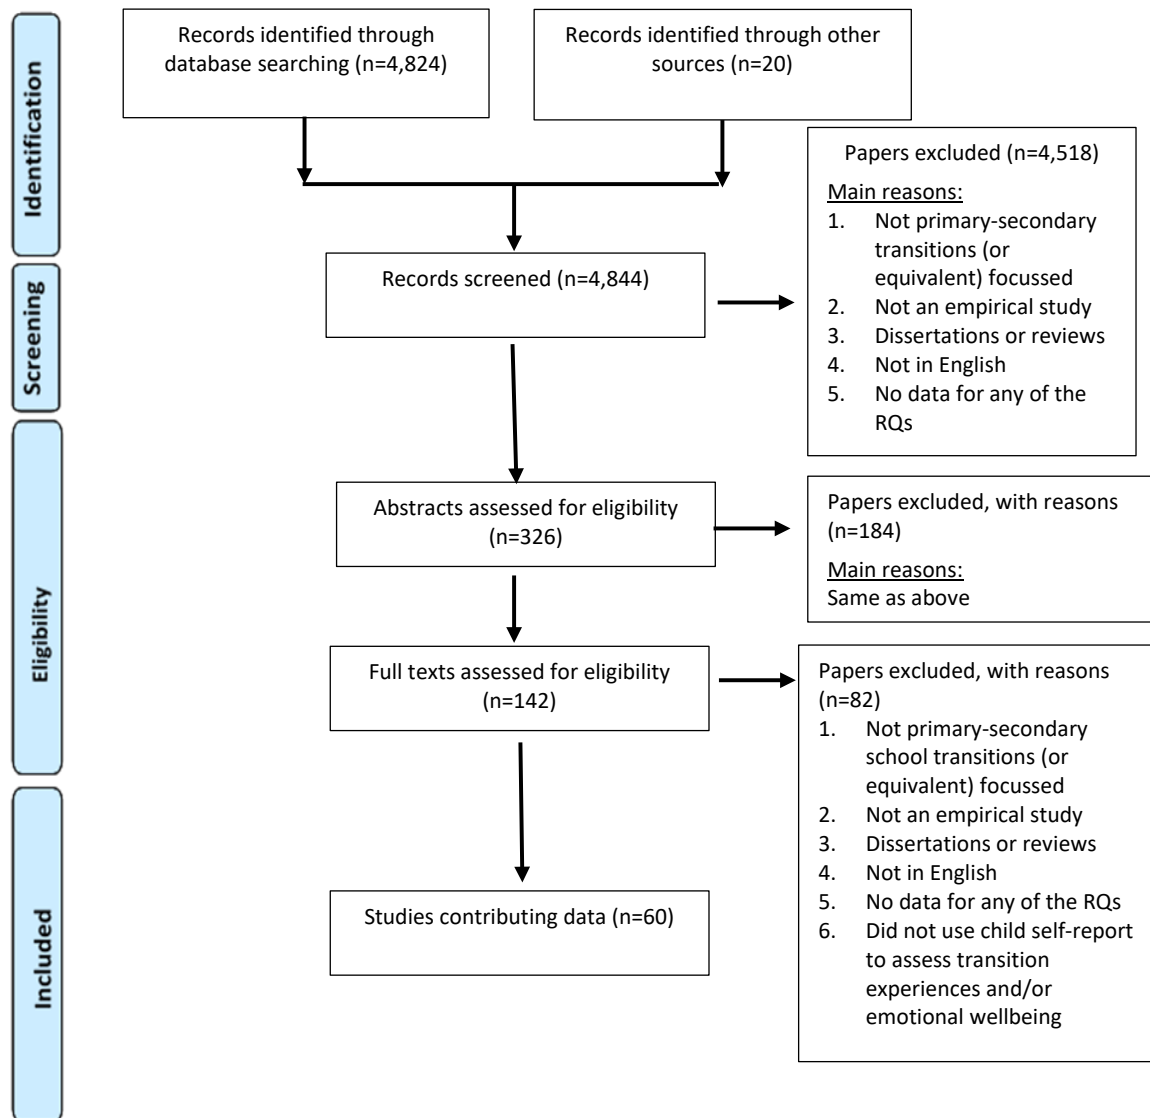 Identification
Records identified through
database searching (n=4,824)
Records identified through other
sources (n=20)
Papers excluded (n=4,518)
Main reasons:
1. Not primary-secondary
transitions (or
equivalent) focussed
2. Not an empirical study
3. Dissertations or reviews
4. Not in English
5. No data for any of the
RQs
Screening
Records screened (n=4,844)
Eligibility
Abstracts assessed for eligibility
(n=326)
Papers excluded, with reasons
(n=184)
Main reasons:
Same as above
Full texts assessed for eligibility
(n=142)
Papers excluded, with reasons
(n=82)
1. Not primary-secondary
school transitions (or
equivalent) focussed
2. Not an empirical study
3. Dissertations or reviews
4. Not in English
5. No data for any of the RQs
6. Did not use child self-report
to assess transition
experiences and/or
emotional wellbeing
Included
Studies contributing data (n=60)